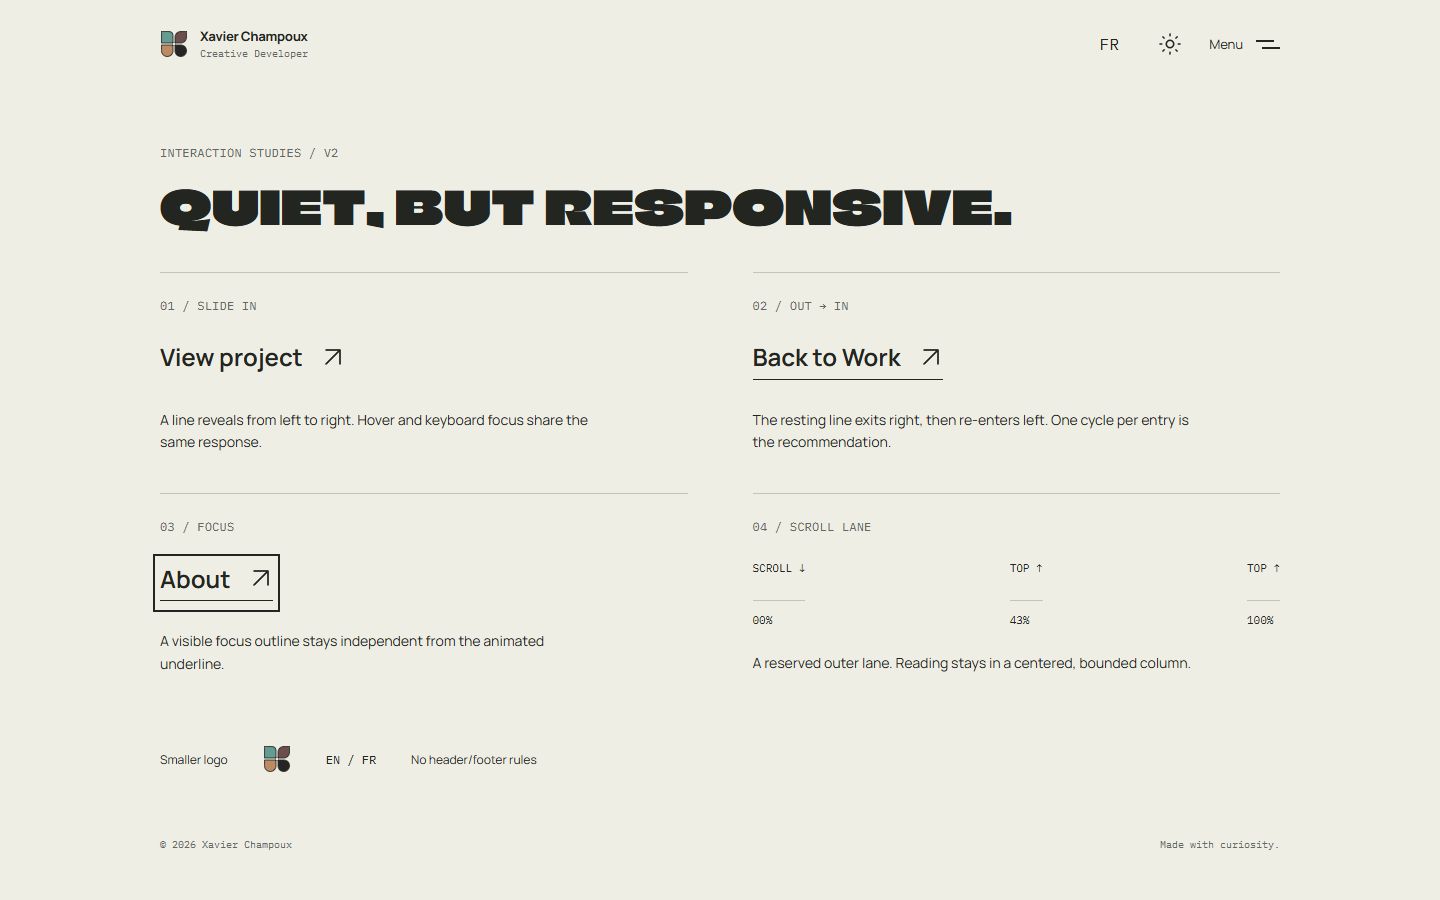 Xavier Champoux
Creative Developer
FR
Menu
INTERACTION STUDIES / V2
QUIET, BUT RESPONSIVE.
01 / SLIDE IN
View project
A line reveals from left to right. Hover and keyboard focus share the
same response.
02 / OUT → IN
Back to Work
The resting line exits right, then re-enters left. One cycle per entry is
the recommendation.
03 / FOCUS
About
A visible focus outline stays independent from the animated
underline.
04 / SCROLL LANE
SCROLL ↓ TOP ↑ TOP ↑
00% 43% 100%
A reserved outer lane. Reading stays in a centered, bounded column.
Smaller logo EN / FR No header/footer rules
© 2026 Xavier Champoux
Made with curiosity.